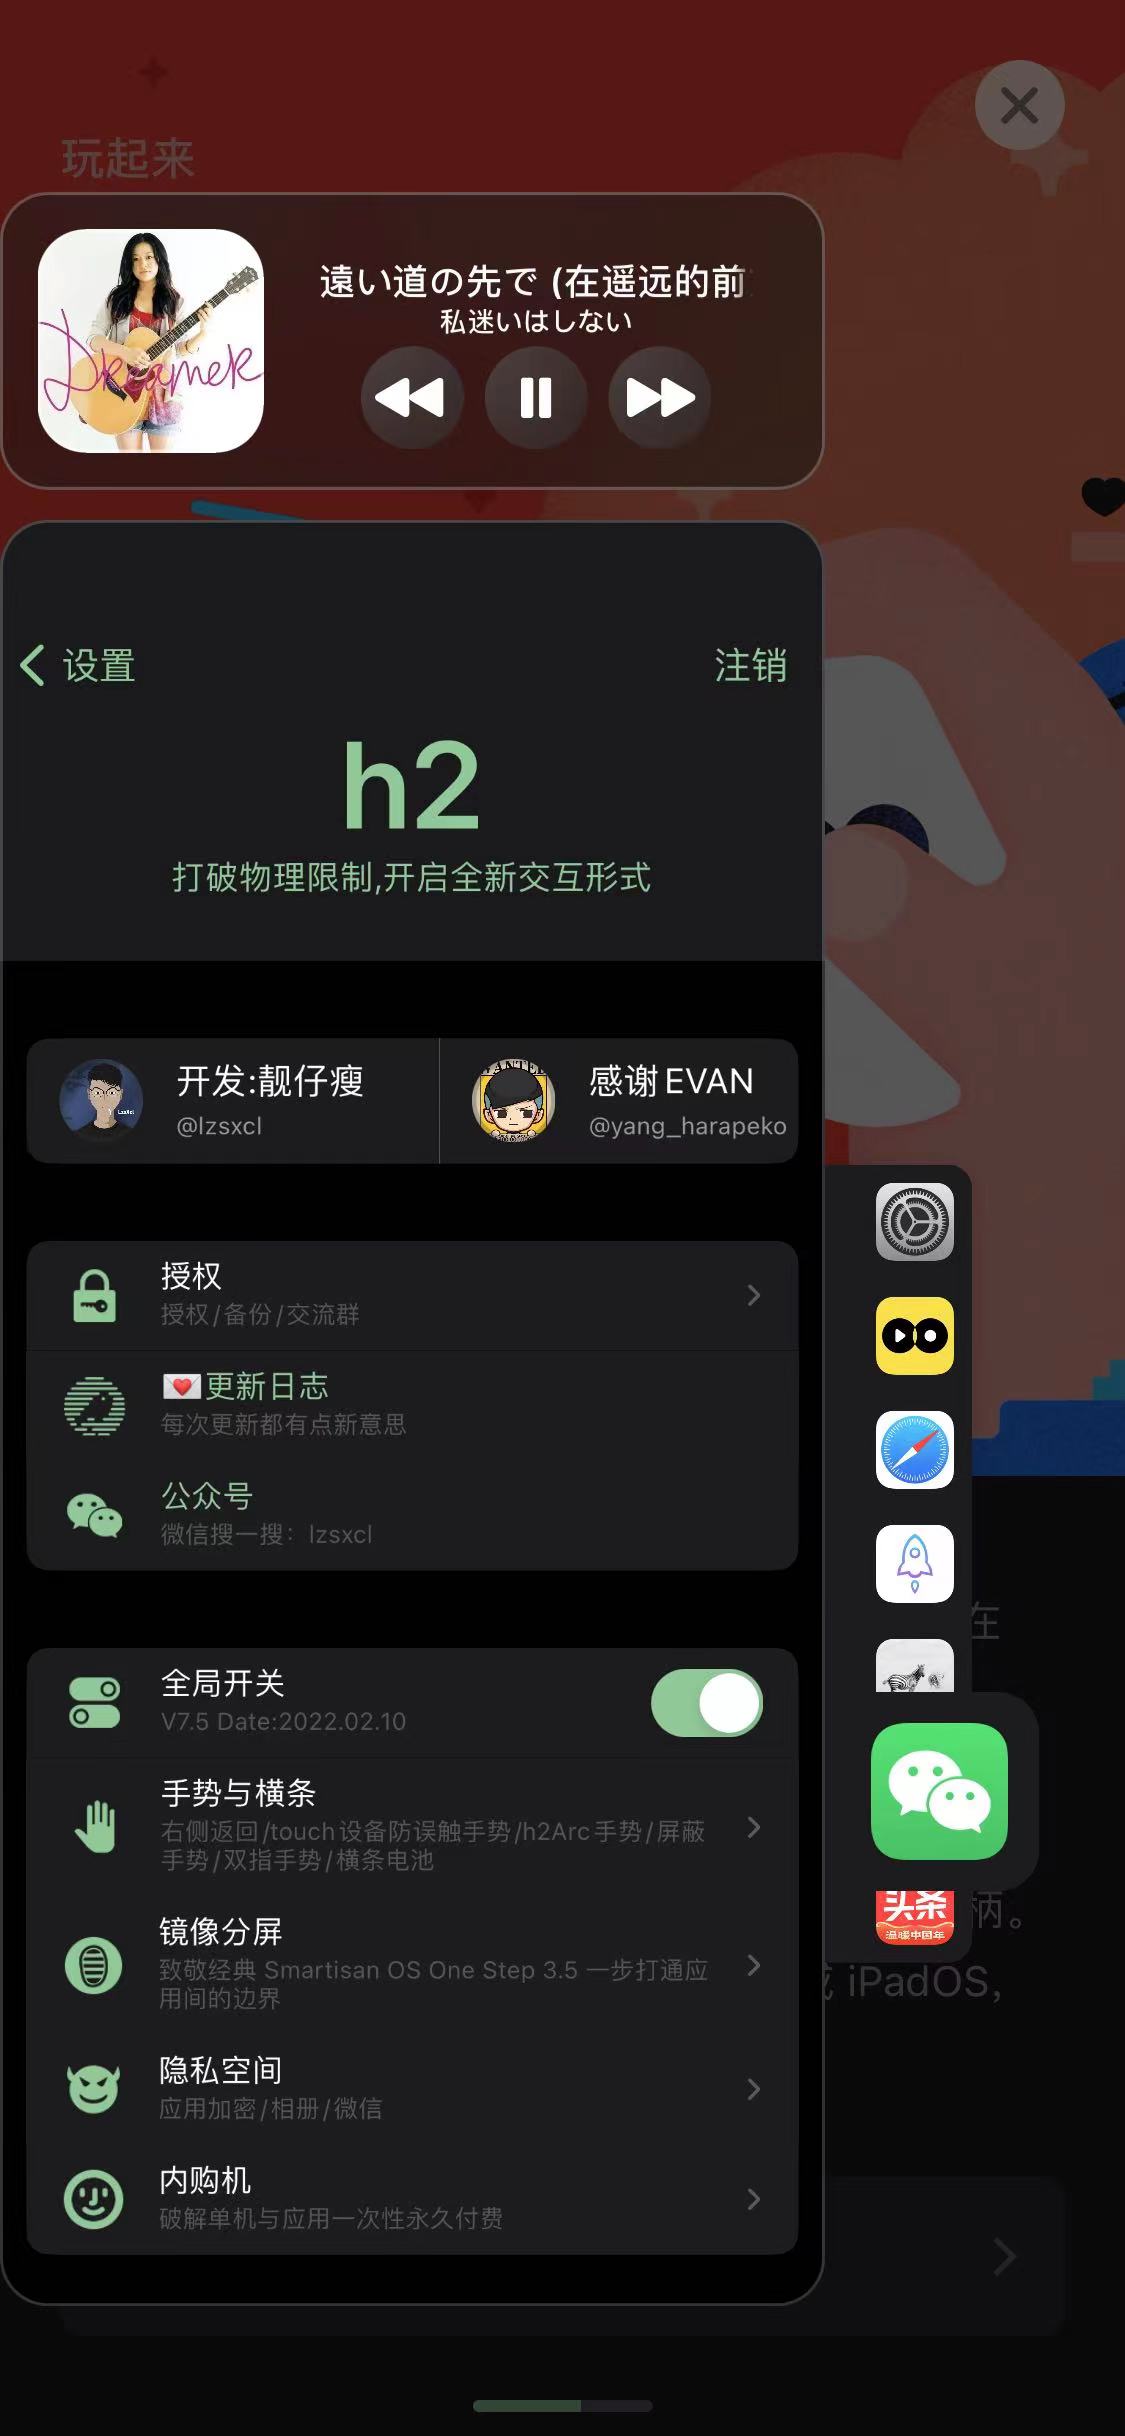 玩起来
遠い道の先で (在遥远的前
私迷いはしない
Dreamer
设置
注销
h2
打破物理限制,开启全新交互形式
开发:靓仔瘦
@lzsxcl
感谢EVAN
@yang_harapeko
授权
授权/备份/交流群
💌更新日志
每次更新都有点新意思
公众号
微信搜一搜：lzsxcl
在
全局开关
V7.5 Date:2022.02.10
手势与横条
右侧返回/touch设备防误触手势/h2Arc手势/屏蔽
手势/双指手势/横条电池
头条
温暖中国年
柄。
镜像分屏
致敬经典 Smartisan OS One Step 3.5 一步打通应
用间的边界
iPadOS,
隐私空间
应用加密/相册/微信
内购机
破解单机与应用一次性永久付费